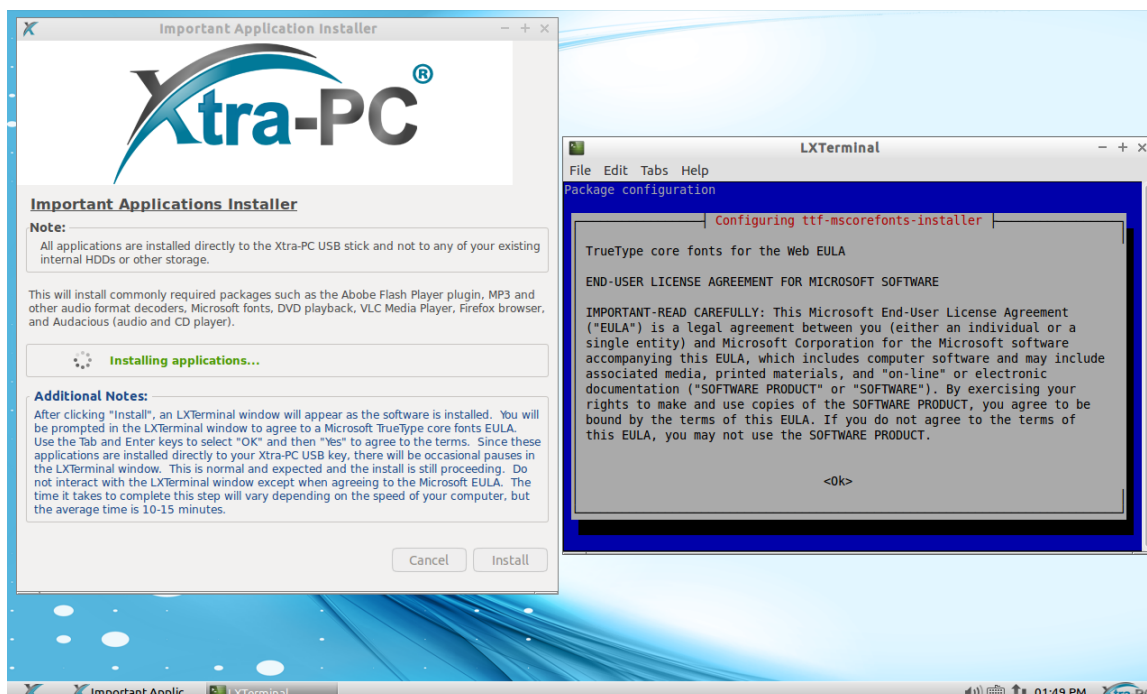 Important Application Installer
Xtra-PC®
Important Applications Installer
Note:
All applications are installed directly to the Xtra-PC USB stick and not to any of your existing
internal HDDs or other storage.
This will install commonly required packages such as the Abobe Flash Player plugin, MP3 and
other audio format decoders, Microsoft fonts, DVD playback, VLC Media Player, Firefox browser,
and Audacious (audio and CD player).
Installing applications...
Additional Notes:
After clicking "Install", an LXTerminal window will appear as the software is installed. You will
be prompted in the LXTerminal window to agree to a Microsoft TrueType core fonts EULA.
Use the Tab and Enter keys to select "OK" and then "Yes" to agree to the terms. Since these
applications are installed directly to your Xtra-PC USB key, there will be occasional pauses in
the LXTerminal window. This is normal and expected and the install is still proceeding. Do
not interact with the LXTerminal window except when agreeing to the Microsoft EULA. The
time it takes to complete this step will vary depending on the speed of your computer, but
the average time is 10-15 minutes.
Cancel Install
LXTerminal
File Edit Tabs Help
Package configuration
Configuring ttf-mscorefonts-installer
TrueType core fonts for the Web EULA
END-USER LICENSE AGREEMENT FOR MICROSOFT SOFTWARE
IMPORTANT-READ CAREFULLY: This Microsoft End-User License Agreement
("EULA") is a legal agreement between you (either an individual or a
single entity) and Microsoft Corporation for the Microsoft software
accompanying this EULA, which includes computer software and may include
associated media, printed materials, and "on-line" or electronic
documentation ("SOFTWARE PRODUCT" or "SOFTWARE"). By exercising your
rights to make and use copies of the SOFTWARE PRODUCT, you agree to be
bound by the terms of this EULA. If you do not agree to the terms of
this EULA, you may not use the SOFTWARE PRODUCT.
<Ok>
Important Applic... LXTerminal 01:49 PM